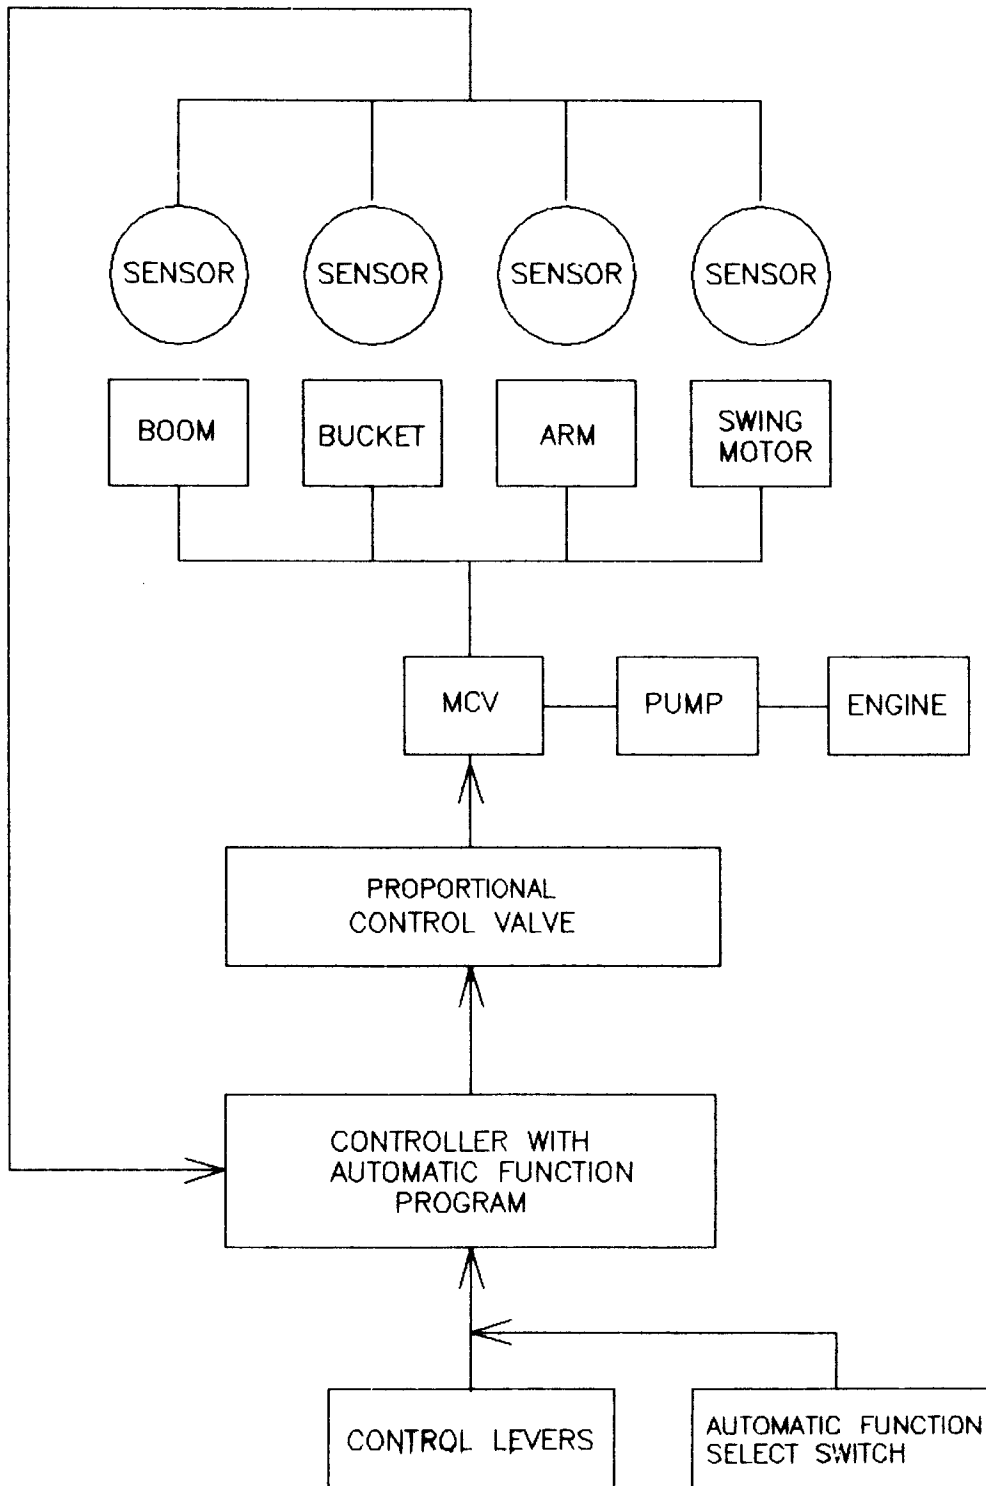 SENSOR SENSOR SENSOR SENSOR
BOOM BUCKET ARM SWING
MOTOR
MCV PUMP ENGINE
PROPORTIONAL
CONTROL VALVE
CONTROLLER WITH
AUTOMATIC FUNCTION
PROGRAM
CONTROL LEVERS
AUTOMATIC FUNCTION
SELECT SWITCH